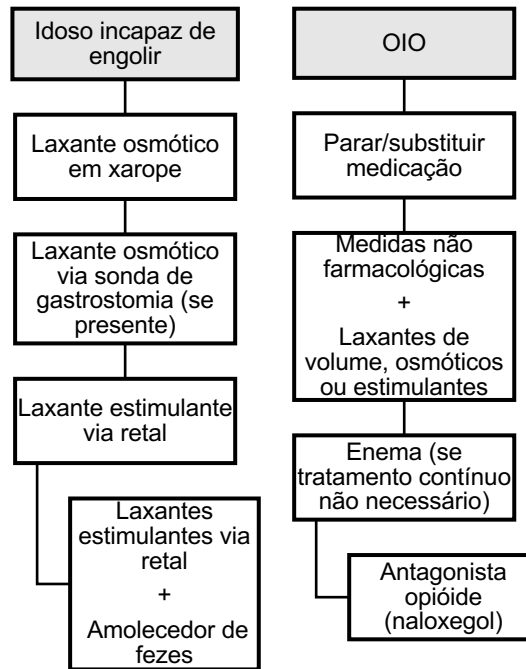 Idoso incapaz de
engolir
Laxante osmótico
em xarope
Laxante osmótico
via sonda de
gastrostomia (se
presente)
Laxante estimulante
via retal
Laxantes
estimulantes via
retal
+
Amolecedor de
fezes
OIO
Parar/substituir
medicação
Medidas não
farmacológicas
+
Laxantes de
volume, osmóticos
ou estimulantes
Enema (se
tratamento contínuo
não necessário)
Antagonista
opióide
(naloxegol)